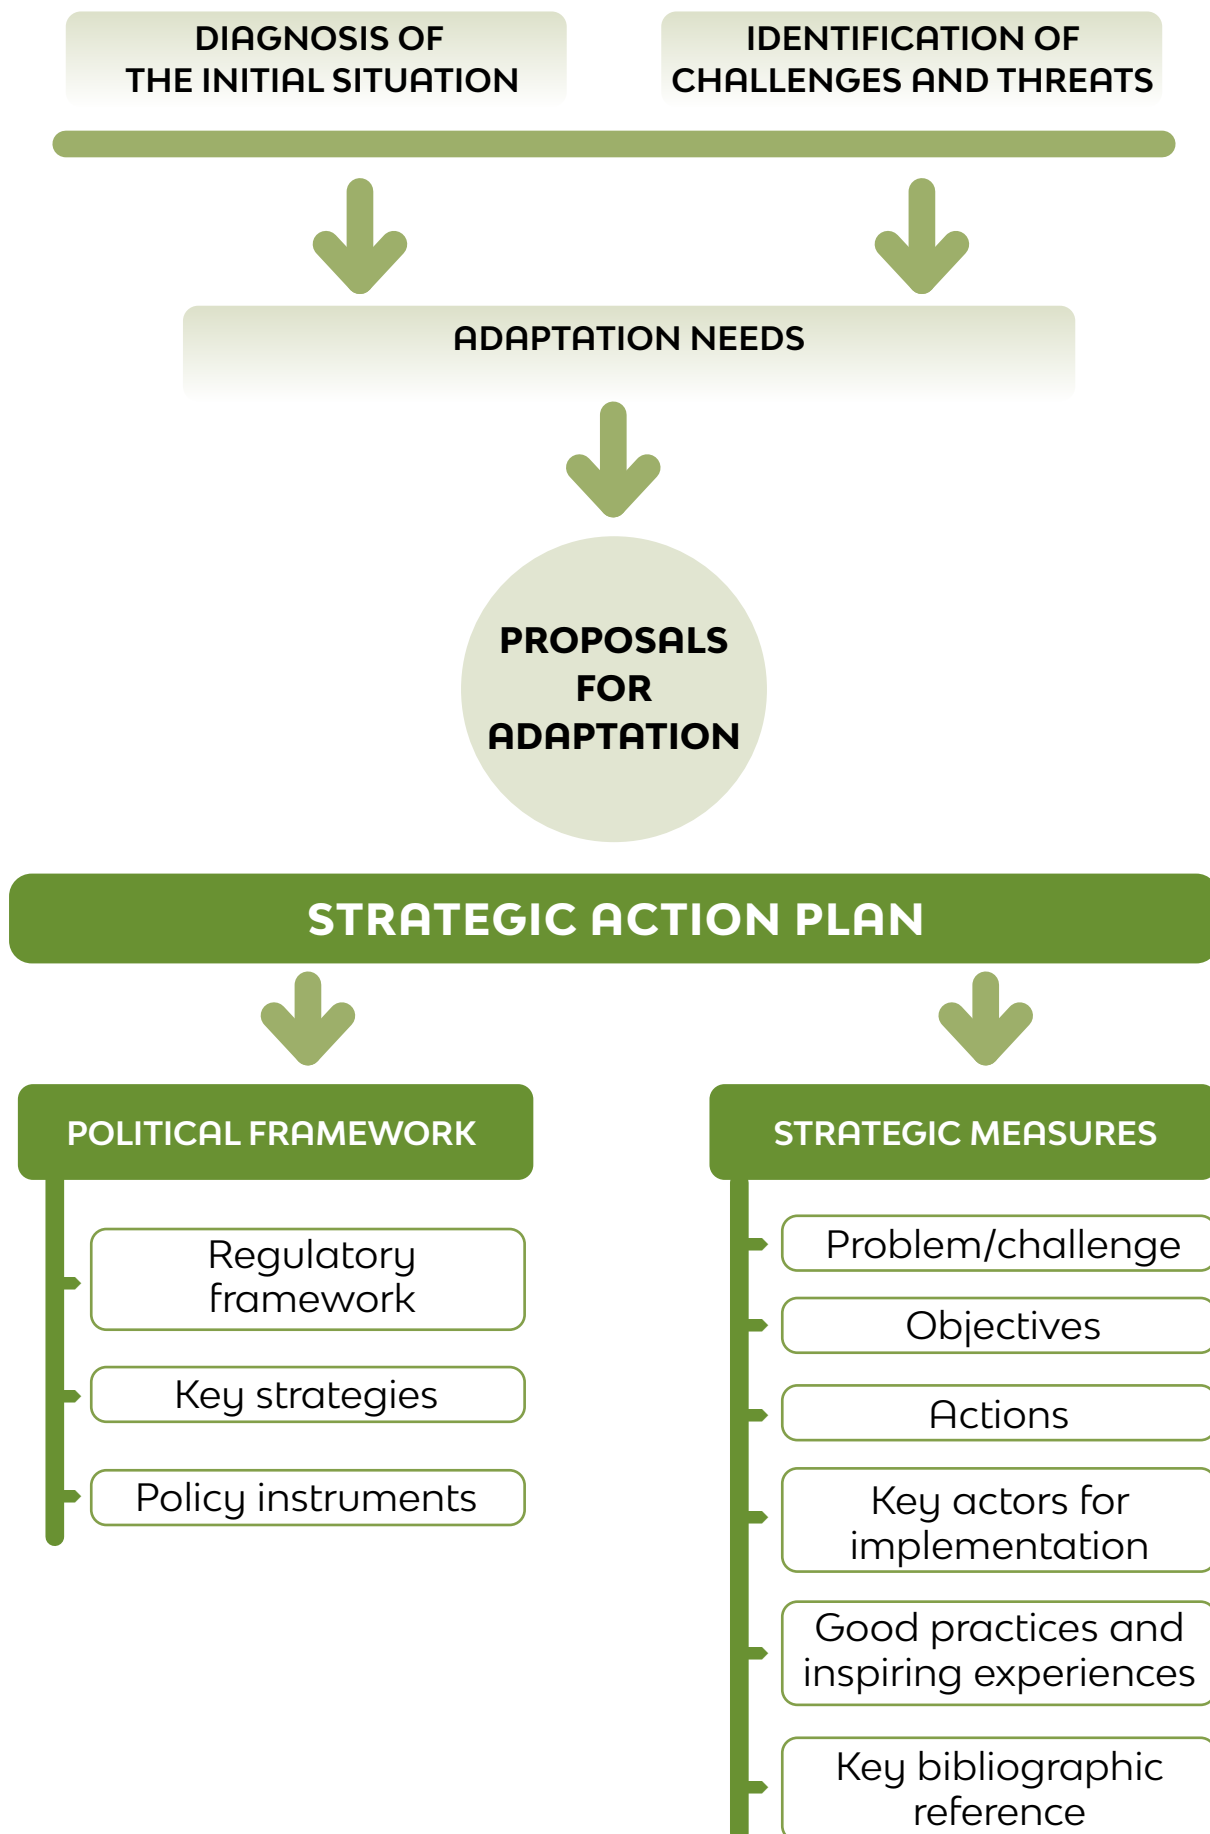 DIAGNOSIS OF
THE INITIAL SITUATION
IDENTIFICATION OF
CHALLENGES AND THREATS
ADAPTATION NEEDS
PROPOSALS
FOR
ADAPTATION
STRATEGIC ACTION PLAN
POLITICAL FRAMEWORK
Regulatory
framework
Key strategies
Policy instruments
STRATEGIC MEASURES
Problem/challenge
Objectives
Actions
Key actors for
implementation
Good practices and
inspiring experiences
Key bibliographic
reference